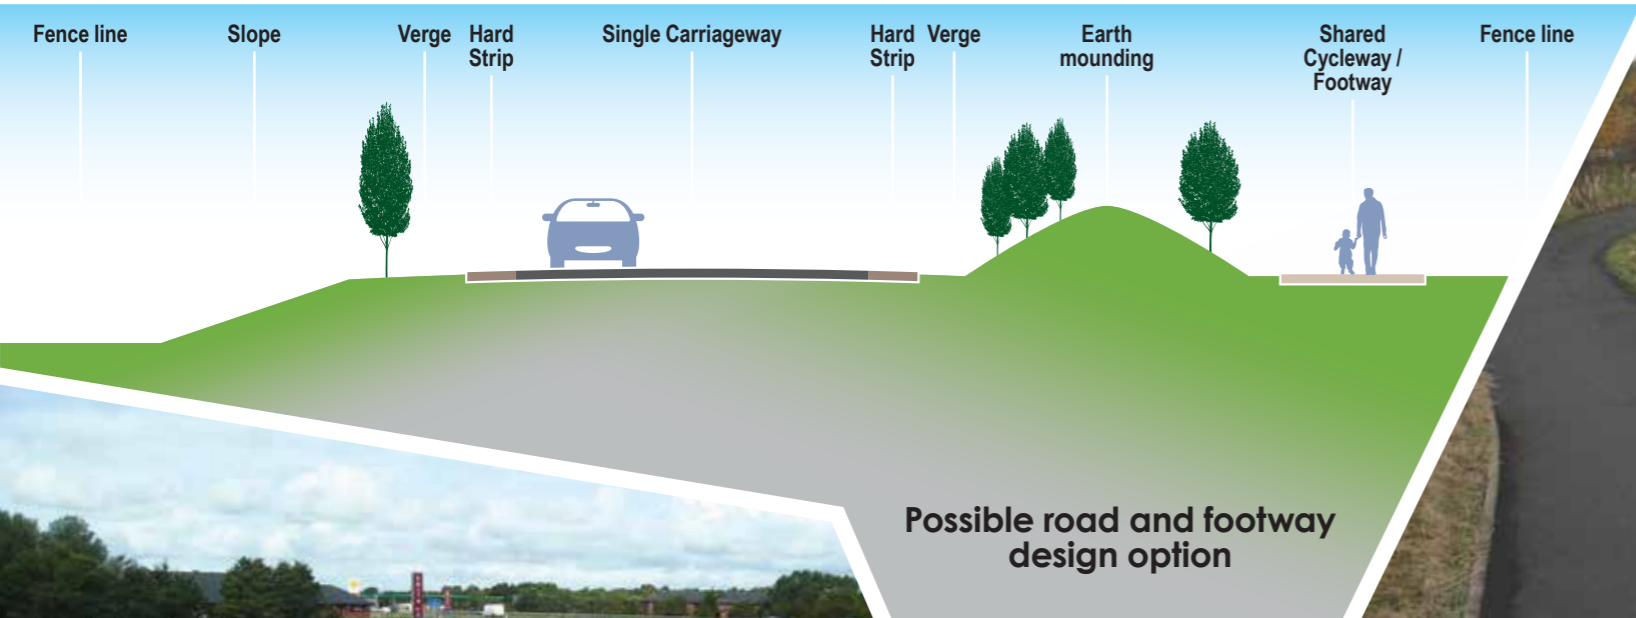 Fence line
Slope
Verge
Hard
Strip
Single Carriageway
Hard
Strip
Verge
Earth
mounding
Shared
Cycleway /
Footway
Fence line
Possible road and footway
design option